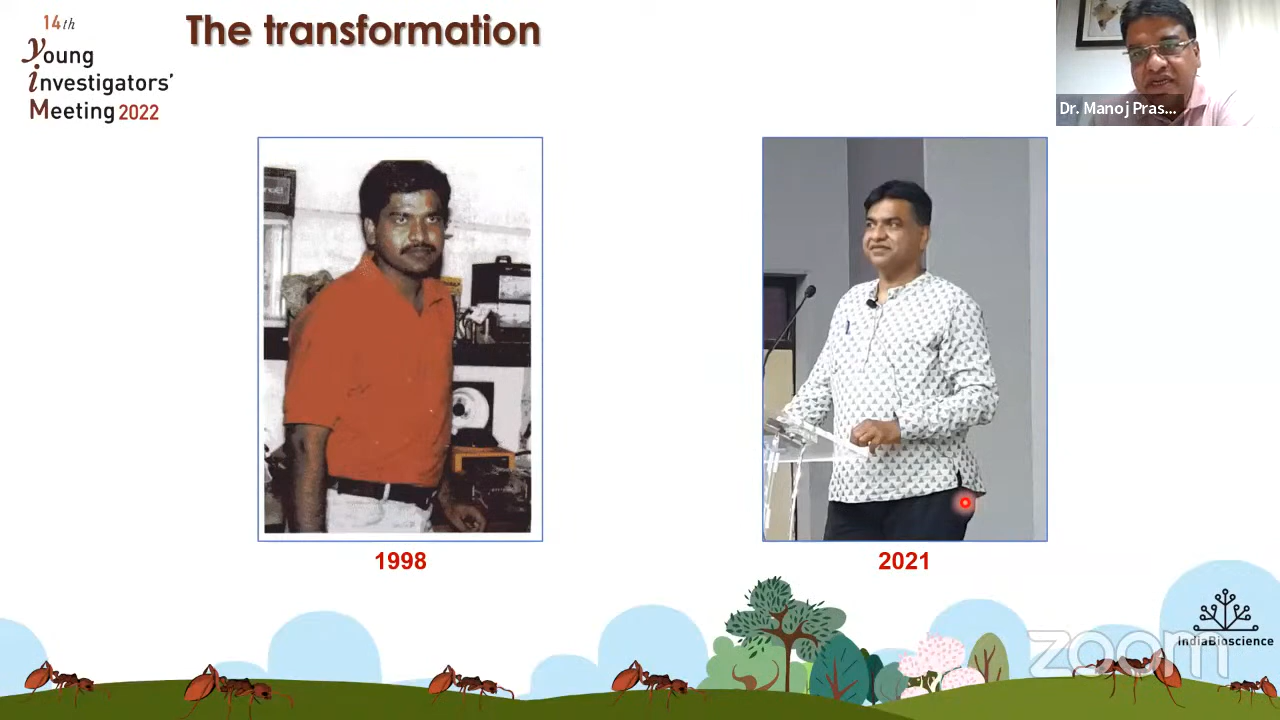 The transformation
14th
Young
investigators’
Meeting 2022
Dr. Manoj Pras...
1998
2021
zoom
IndiaBioscience